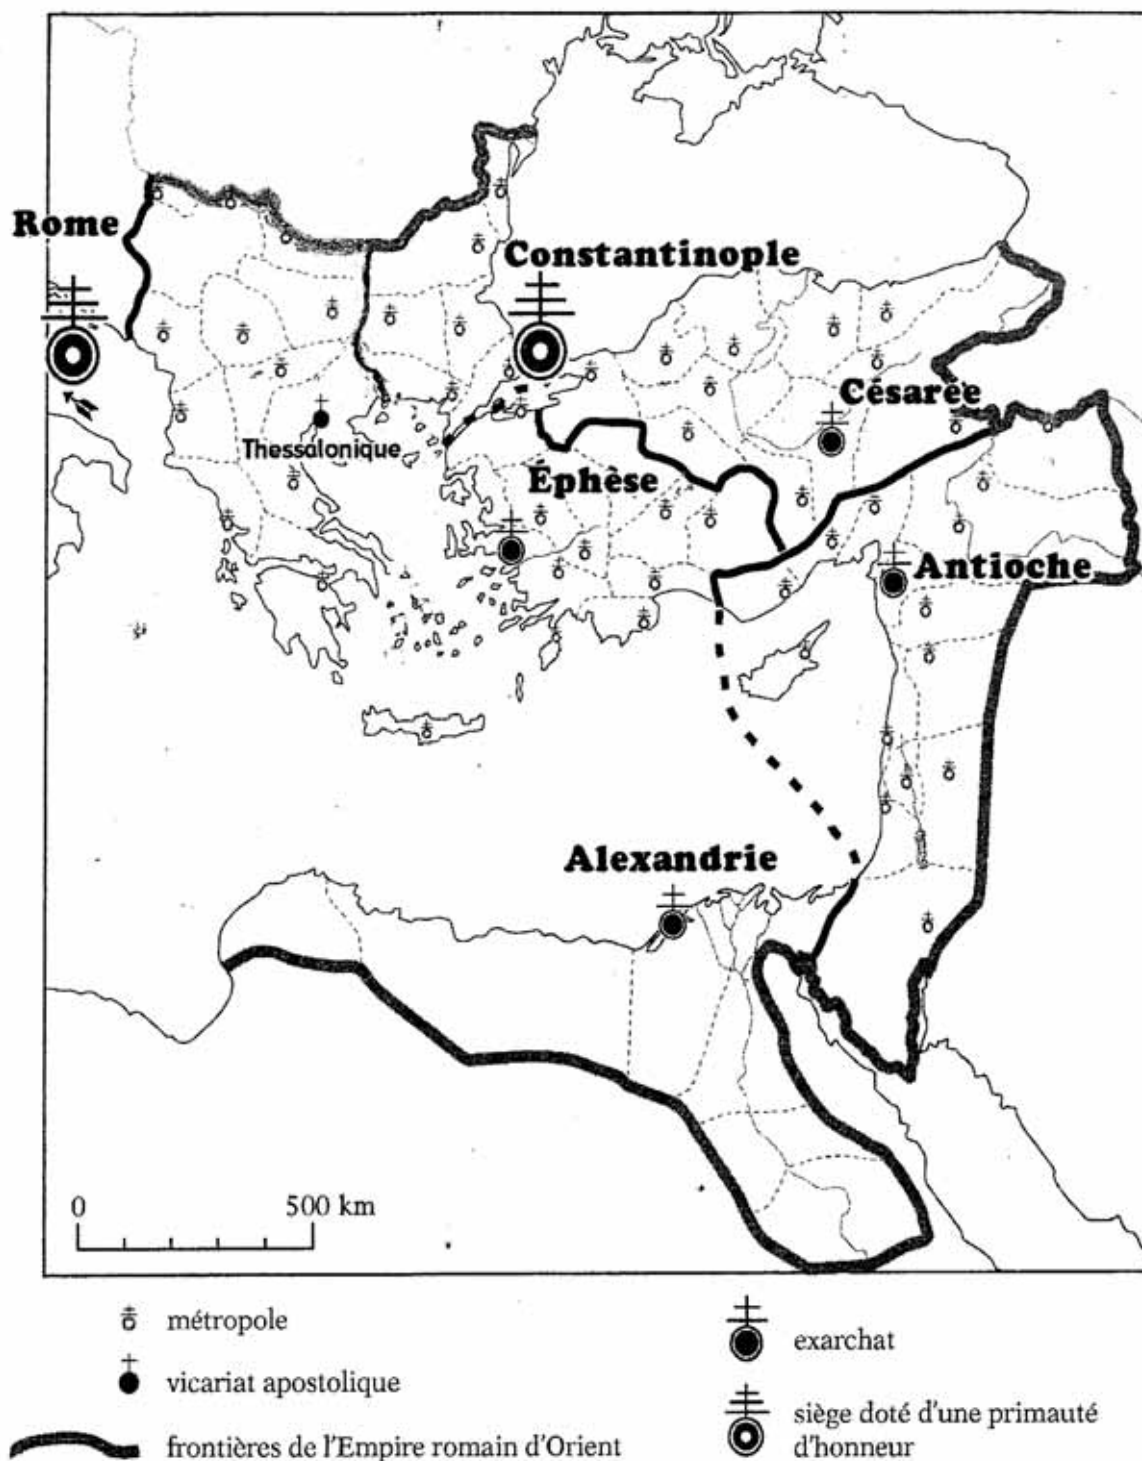 Rome
Constantinople
Césarée
Thessalonique
Éphèse
Antioche
Alexandrie
0 500 km
métropole
vicariat apostolique
frontières de l'Empire romain d'Orient
exarchat
siège doté d'une primauté
d'honneur